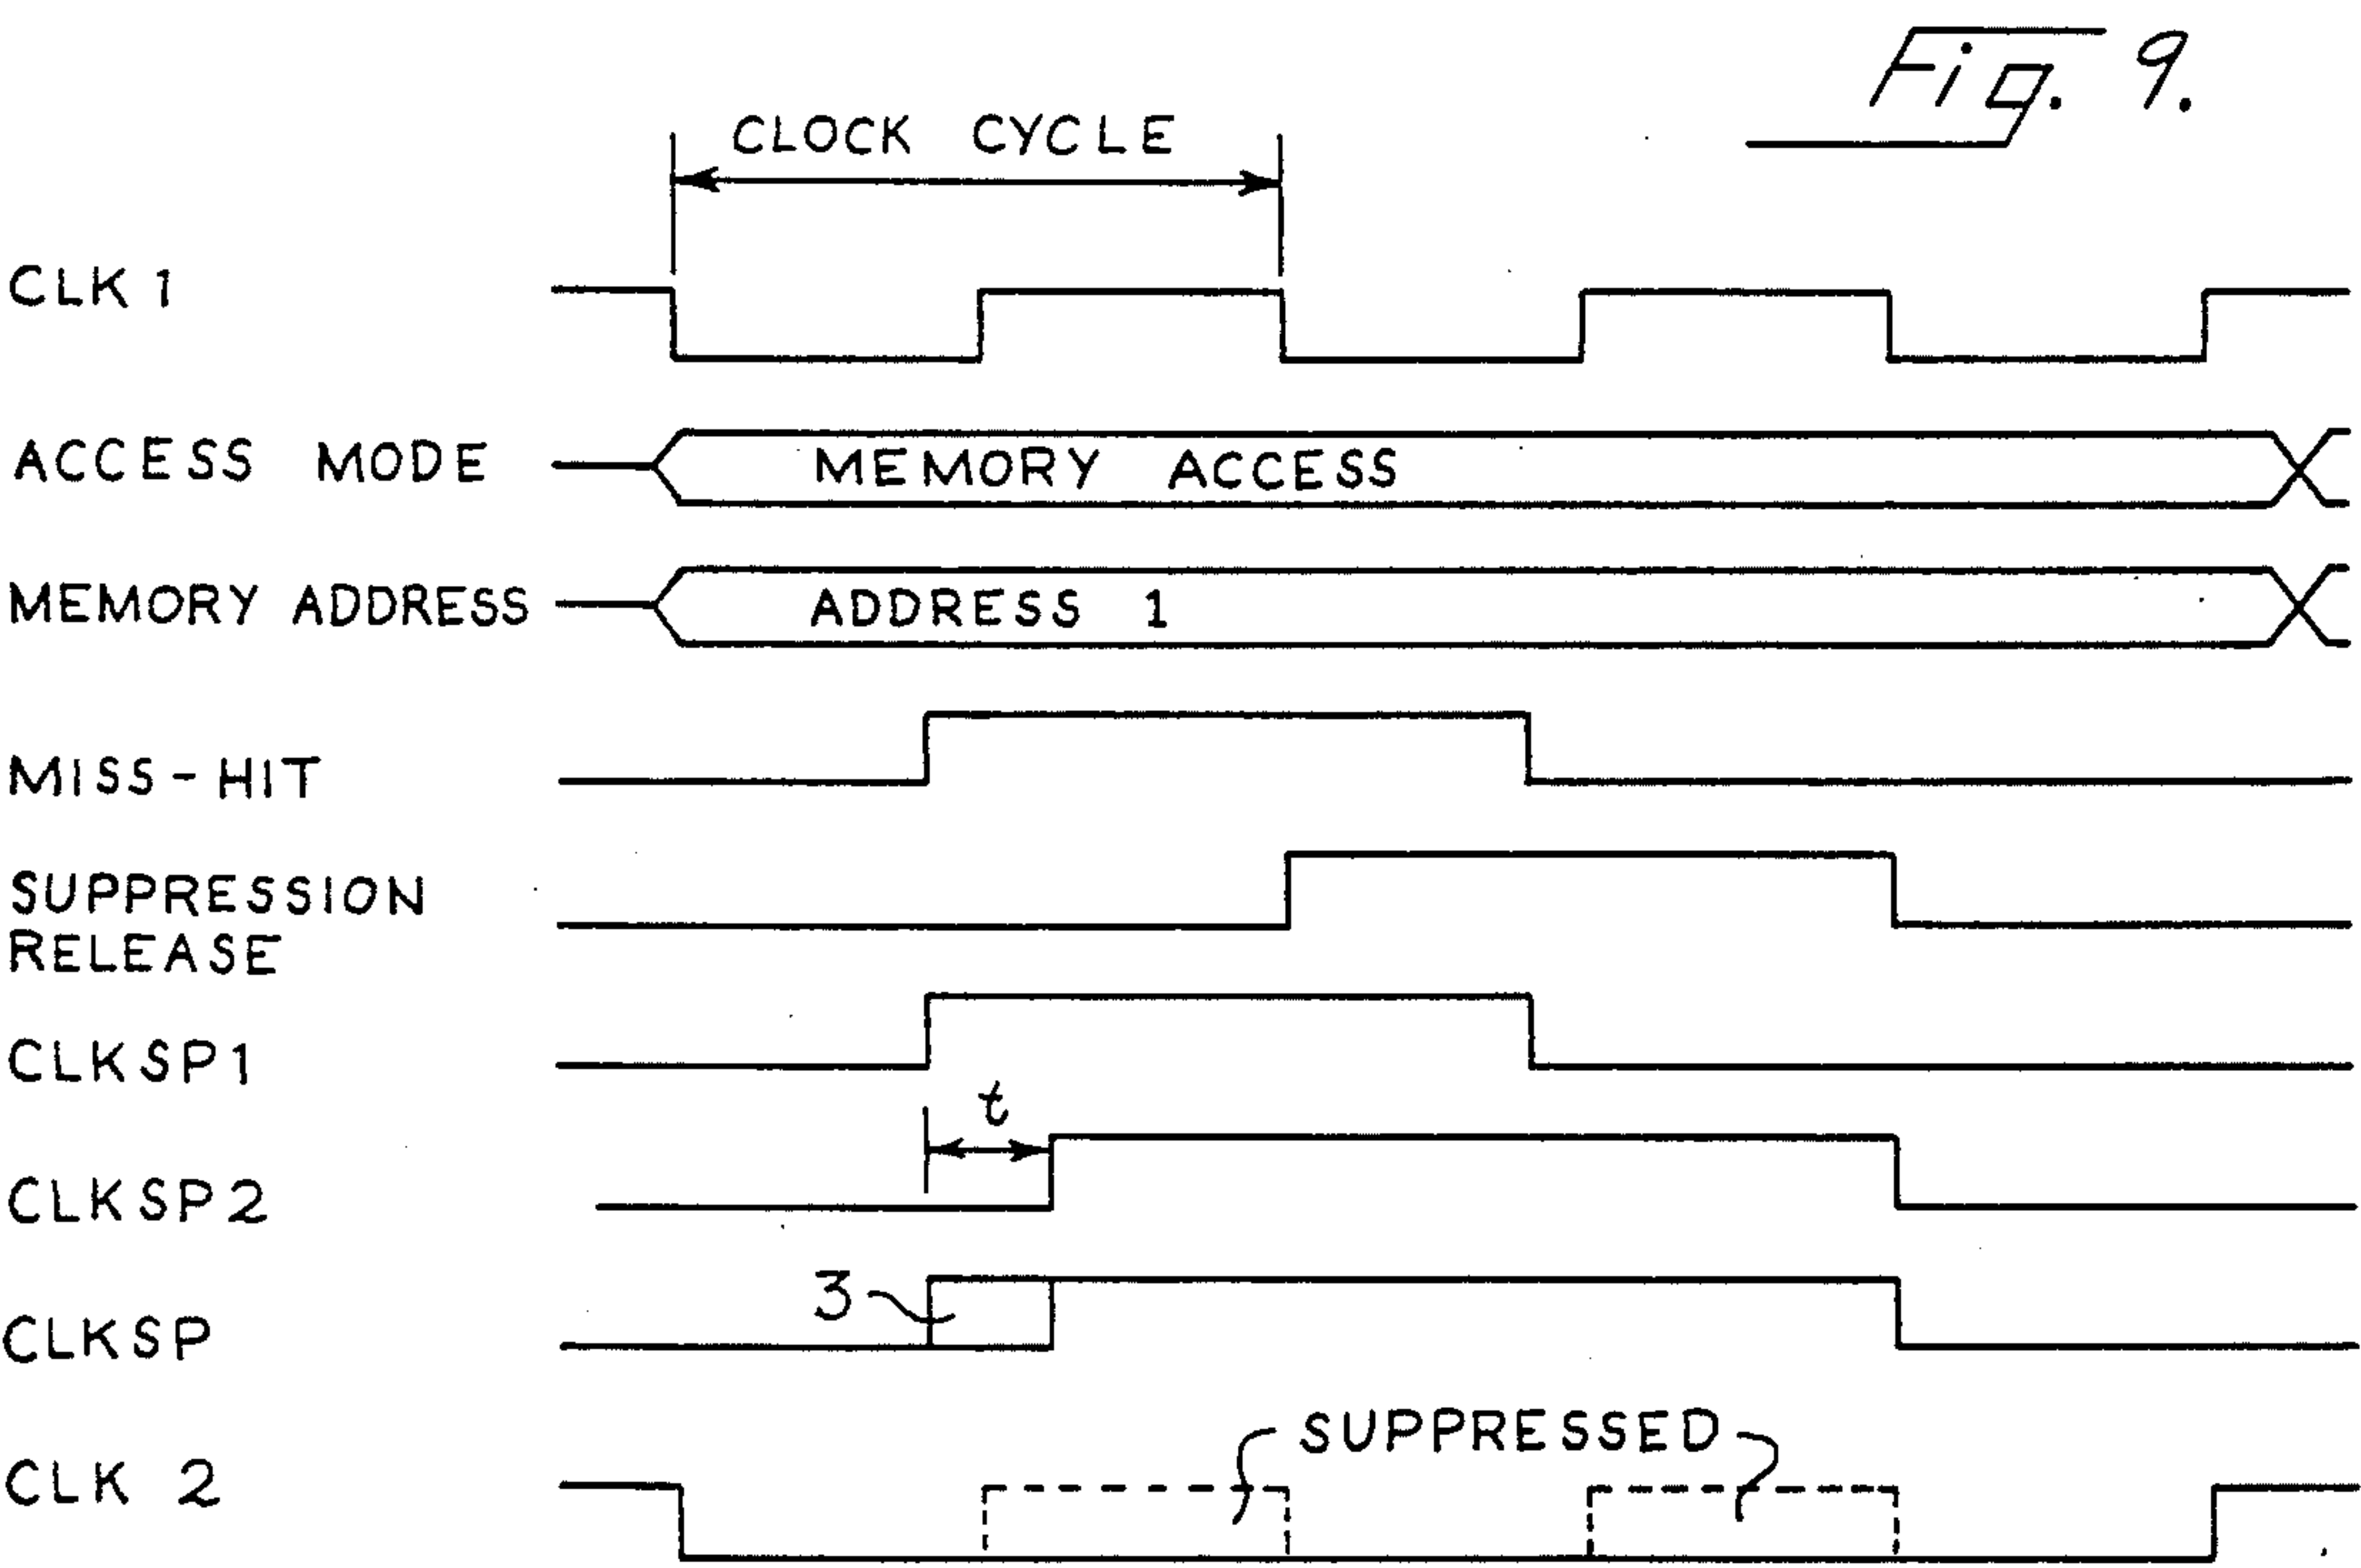 Fig. 9.
CLOCK CYCLE
CLK 1
ACCESS MODE
MEMORY ACCESS
MEMORY ADDRESS
ADDRESS 1
MISS-HIT
SUPPRESSION
RELEASE
CLKSP1
t
CLKSP2
3
CLKSP
SUPPRESSED
CLK 2